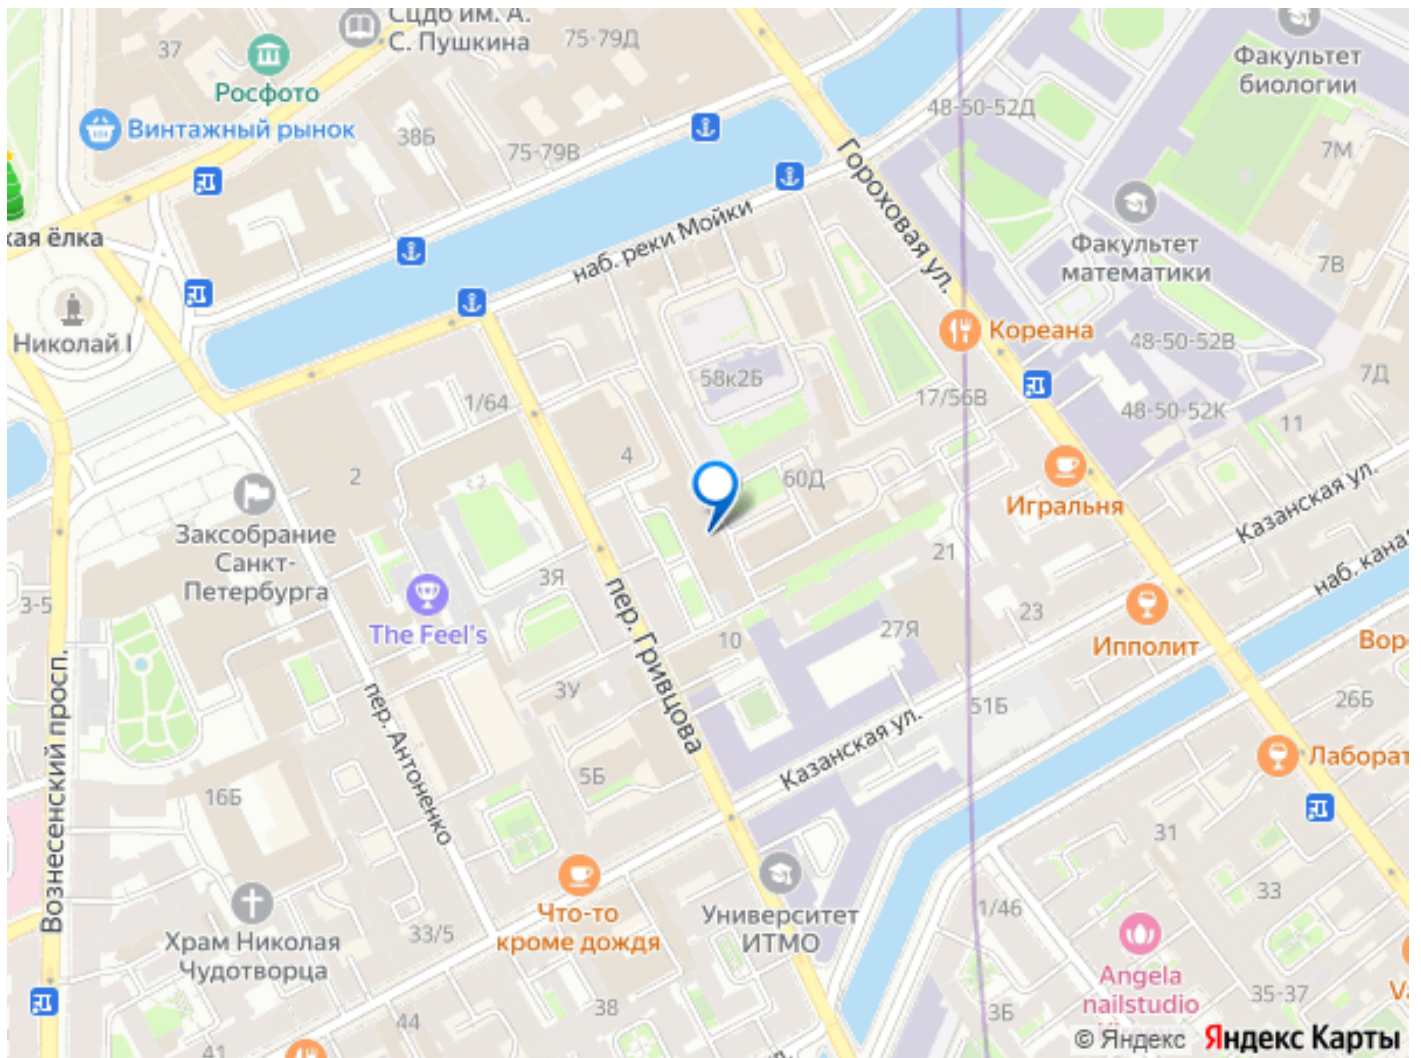 СЦДБ им. А.
С. Пушкина
75-79Д
37
Росфото
Винтажный рынок
38Б
75-79В
Факультет
биологии
48-50-52Д
7М
Гороховая ул.
наб. реки Мойки
Факультет
математики
7В
кая ёлка
Николай I
Кореана
48-50-52В
7Д
58к2Б
17/56В
48-50-52К
11
1/64
4
2
60Д
Игральня
Казанская ул.
Заксобрание
Санкт-
Петербурга
21
наб. кана
3Я
3-5
The Feel's
пер. Гривцова
10
27Я
23
Ипполит
Вор
3У
51Б
26Б
Вознесенский просп.
пер. Антоненко
Казанская ул.
Лаборат
5Б
16Б
31
33
Что-то
кроме дождя
Университет
ИТМО
1/46
Храм Николая
Чудотворца
33/5
Angela
nailstudio
35-37
Va
38
3Б
44
41
© Яндекс Яндекс Карты